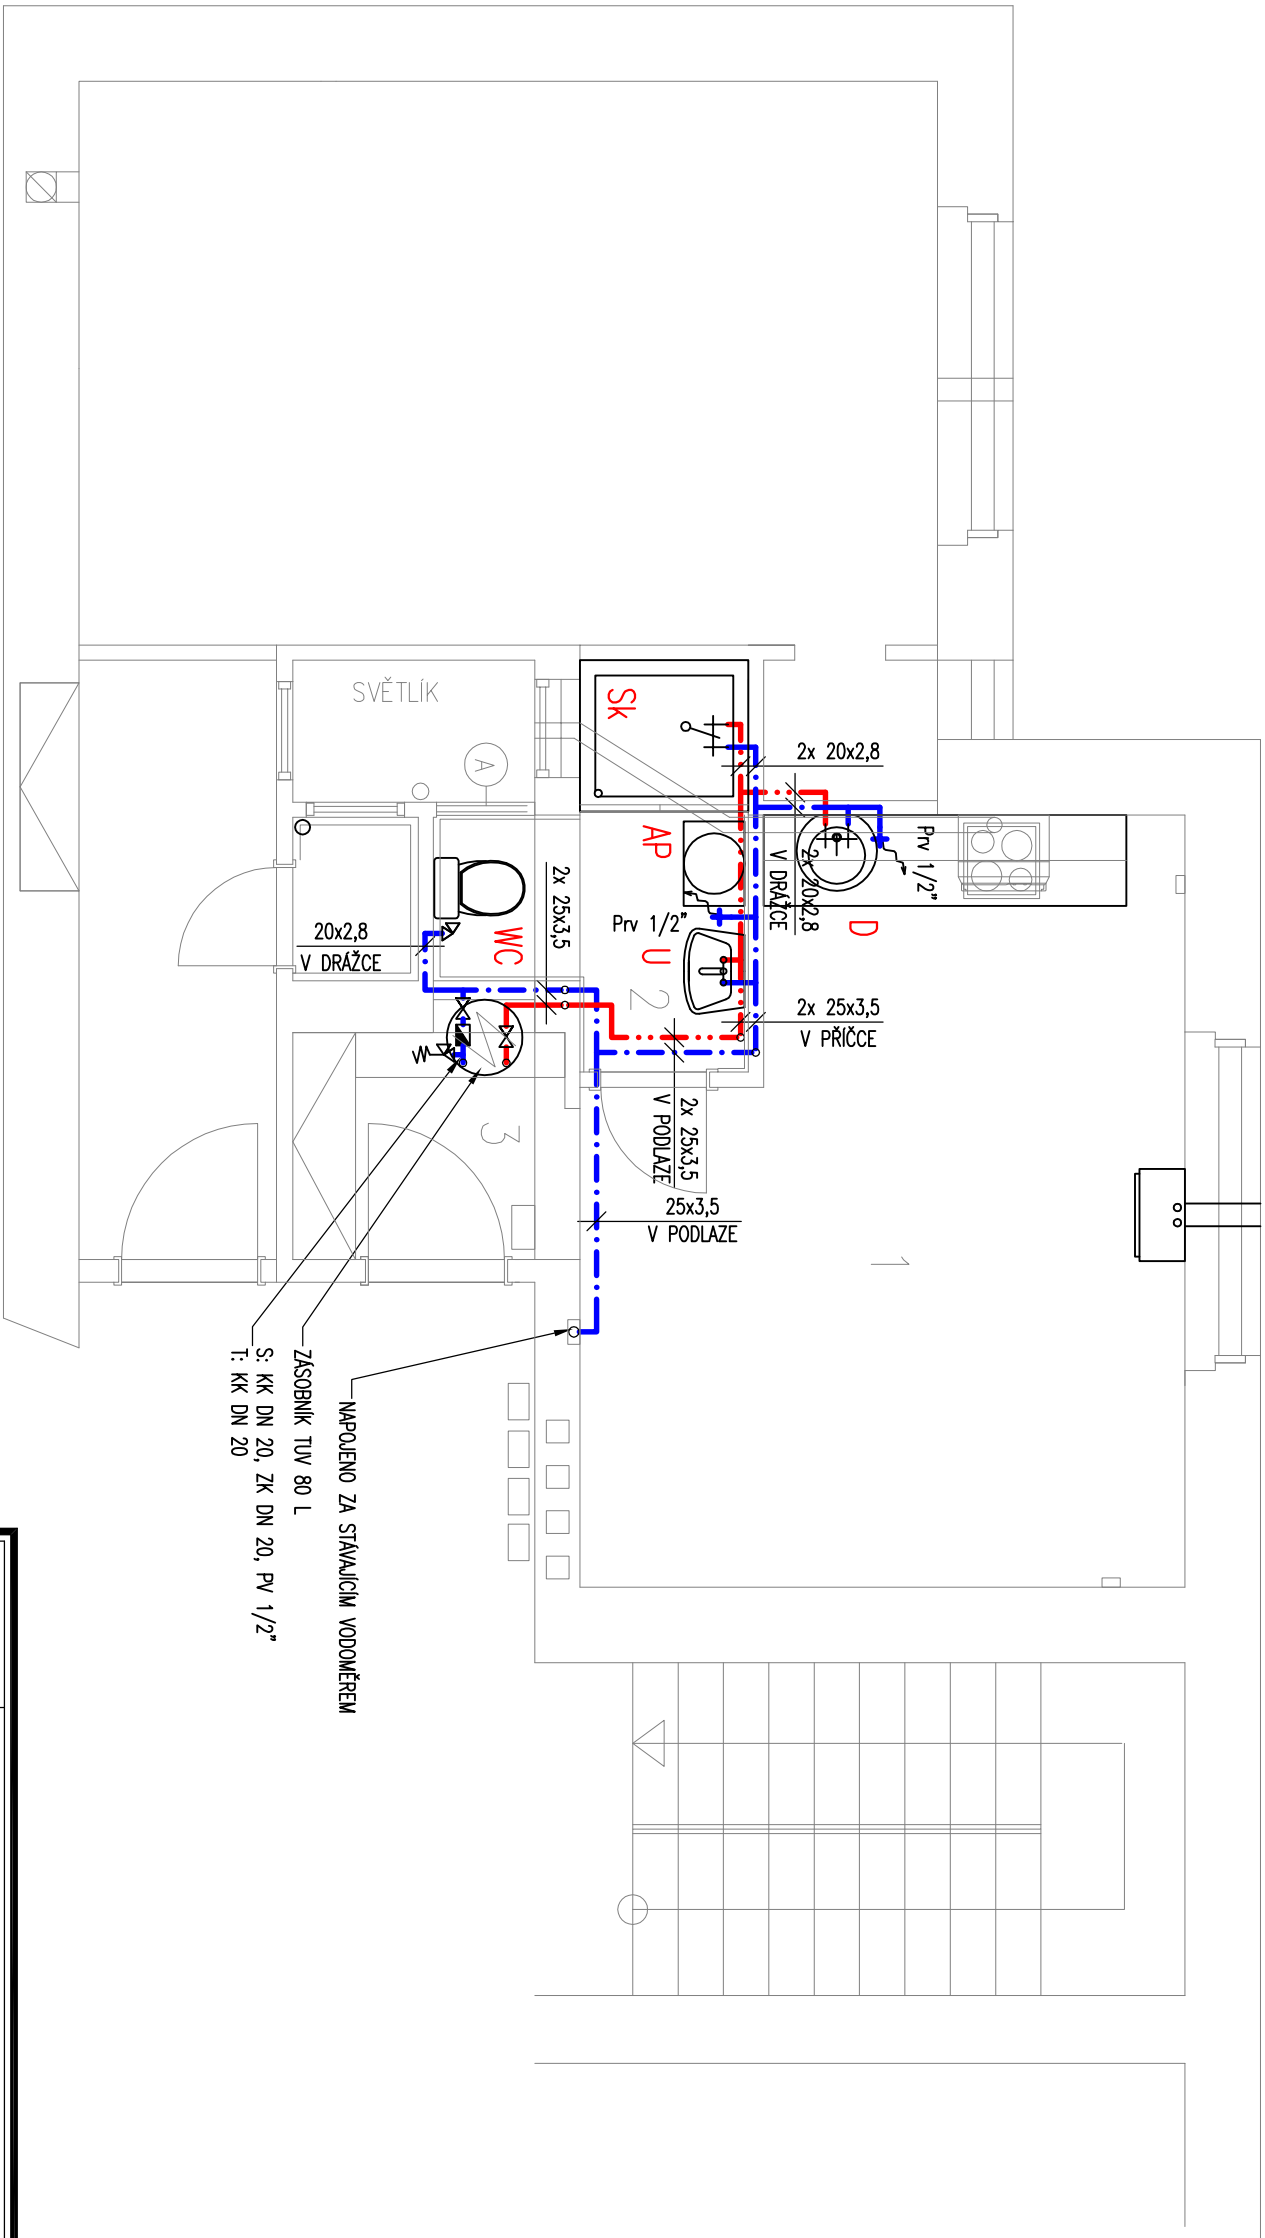 SVĚTLÍK
A
Sk
2x 20x2,8
2x 20x2,8
V DRÁŽCE
Prv 1/2"
D
AP
Prv 1/2"
U
2
WC
2x 25x3,5
20x2,8
V DRÁŽCE
2x 25x3,5
V PŘÍČCE
2x 25x3,5
V PODLAZE
25x3,5
V PODLAZE
3
1
NAPOJENO ZA STÁVAJÍCÍM VODOMĚREM
ZÁSOBNÍK TUV 80 L
S: KK DN 20, ZK DN 20, PV 1/2"
T: KK DN 20